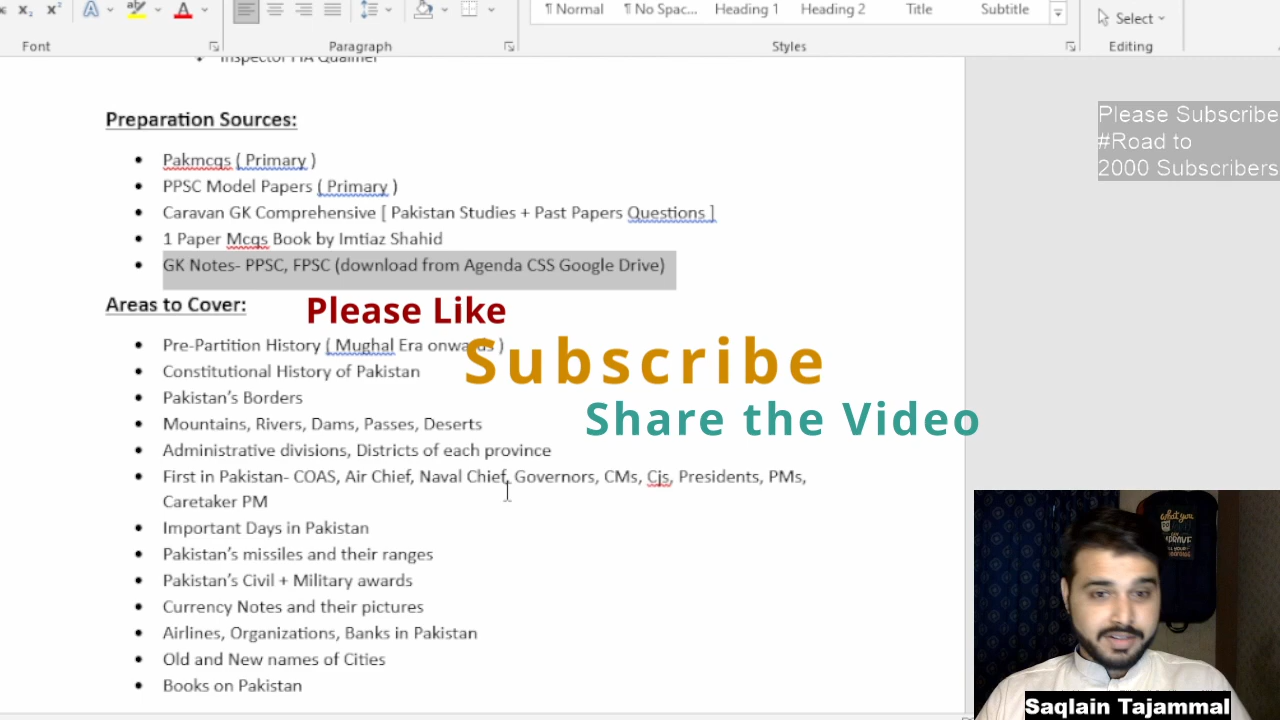 Normal
No Spac...
Heading 1
Heading 2
Title
Subtitle
Select
Font
Paragraph
Styles
Editing
Inspector FIA Qualifier
Preparation Sources:
Pakmcqs ( Primary )
PPSC Model Papers ( Primary )
Caravan GK Comprehensive [ Pakistan Studies + Past Papers Questions ]
1 Paper Mcqs Book by Imtiaz Shahid
GK Notes- PPSC, FPSC (download from Agenda CSS Google Drive)
Areas to Cover:
Pre-Partition History ( Mughal Era onwards )
Constitutional History of Pakistan
Pakistan's Borders
Mountains, Rivers, Dams, Passes, Deserts
Administrative divisions, Districts of each province
First in Pakistan- COAS, Air Chief, Naval Chief, Governors, CMs, Cjs, Presidents, PMs,
Caretaker PM
Important Days in Pakistan
Pakistan's missiles and their ranges
Pakistan's Civil + Military awards
Currency Notes and their pictures
Airlines, Organizations, Banks in Pakistan
Old and New names of Cities
Books on Pakistan
Please Like
Subscribe
Share the Video
Please Subscribe
#Road to
2000 Subscribers
what you
Saqlain Tajammal